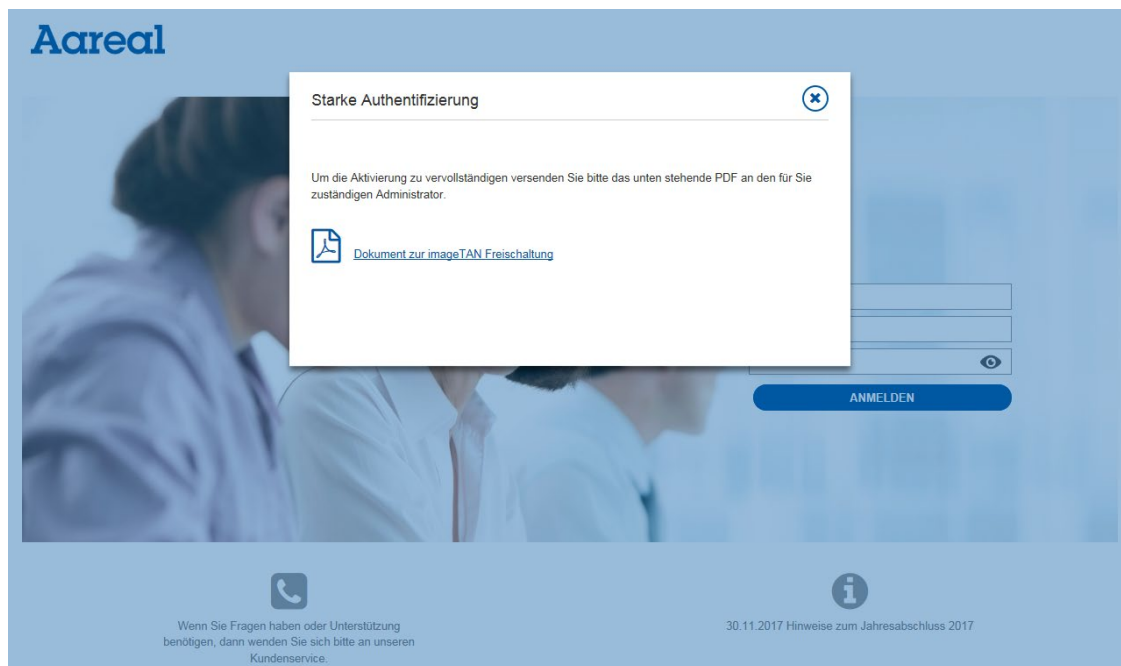 Aareal
Starke Authentifizierung
Um die Aktivierung zu vervollständigen versenden Sie bitte das unten stehende PDF an den für Sie
zuständigen Administrator.
Dokument zur imageTAN Freischaltung
ANMELDEN
Wenn Sie Fragen haben oder Unterstützung
benötigen, dann wenden Sie sich bitte an unseren
Kundenservice.
30.11.2017 Hinweise zum Jahresabschluss 2017